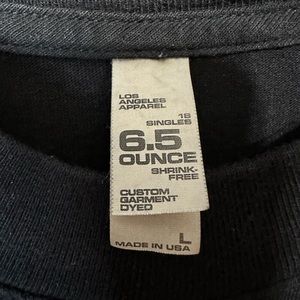 LOS
ANGELES
APPAREL
18
SINGLES
6.5
OUNCE
SHRINK-
FREE
CUSTOM
GARMENT
DYED
L
MADE IN USA